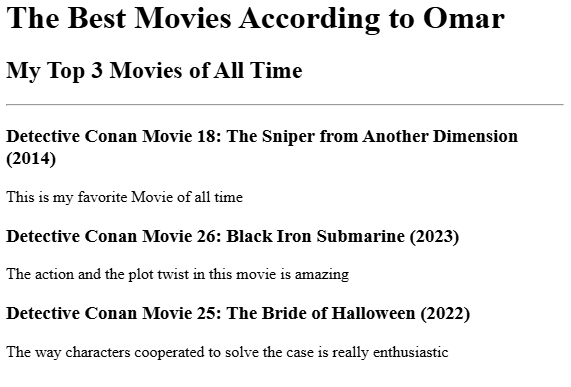 The Best Movies According to Omar
My Top 3 Movies of All Time
Detective Conan Movie 18: The Sniper from Another Dimension
(2014)
This is my favorite Movie of all time
Detective Conan Movie 26: Black Iron Submarine (2023)
The action and the plot twist in this movie is amazing
Detective Conan Movie 25: The Bride of Halloween (2022)
The way characters cooperated to solve the case is really enthusiastic